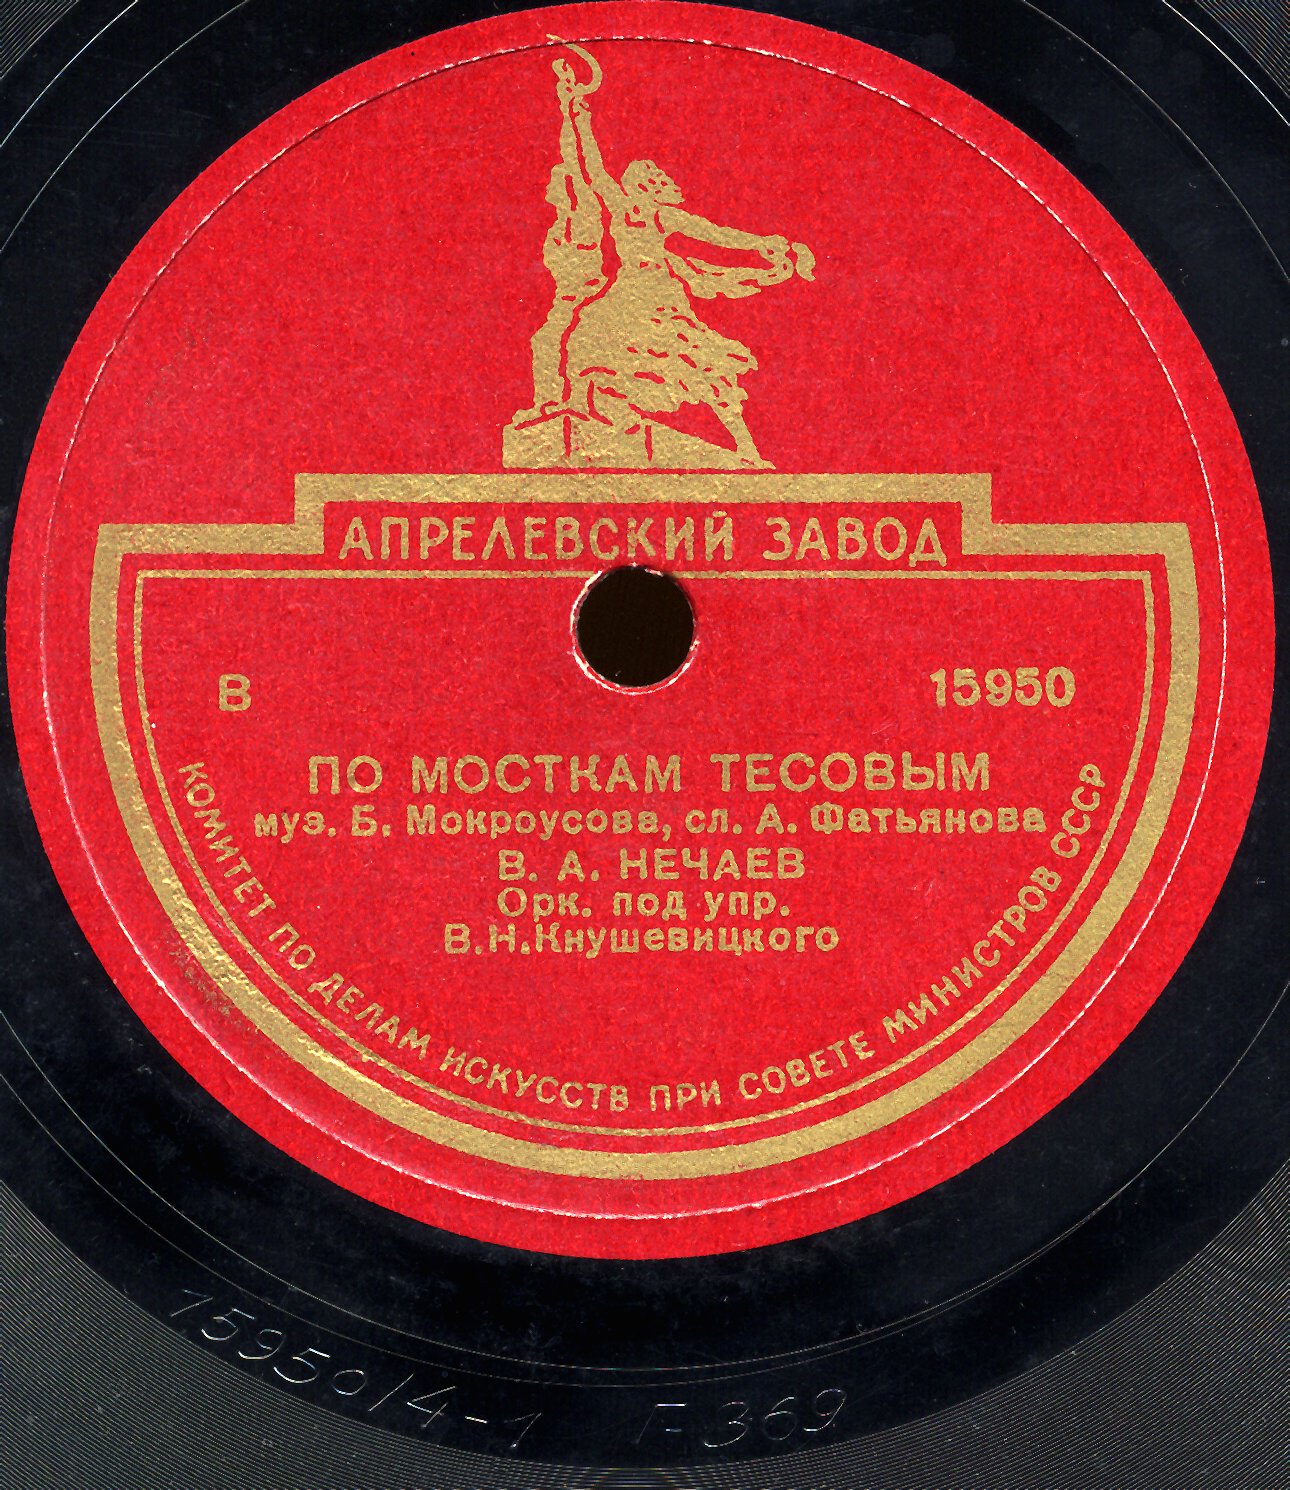 АПРЕЛЕВСКИЙ ЗАВОД
В 15950
ПО МОСТКАМ ТЕСОВЫМ
муз. Б. Мокроусова, сл. А. Фатьянова
В. А. НЕЧАЕВ
Орк. под упр.
В.Н.Кнушевицкого
КОМИТЕТ ПО ДЕЛАМ ИСКУССТВ ПРИ СОВЕТЕ МИНИСТРОВ СССР
15950/4-1 Г-369